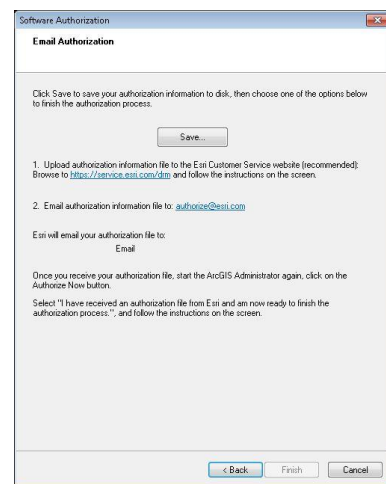 Software Authorization
Email Authorization
Click Save to save your authorization information to disk, then choose one of the options below
to finish the authorization process.
Save...
1. Upload authorization information file to the Esri Customer Service website (recommended):
Browse to https://service.esri.com/drm and follow the instructions on the screen.
2. Email authorization information file to: authorize@esri.com
Esri will email your authorization file to:
Email
Once you receive your authorization file, start the ArcGIS Administrator again, click on the
Authorize Now button.
Select "I have received an authorization file from Esri and am now ready to finish the
authorization process.", and follow the instructions on the screen.
< Back Finish Cancel